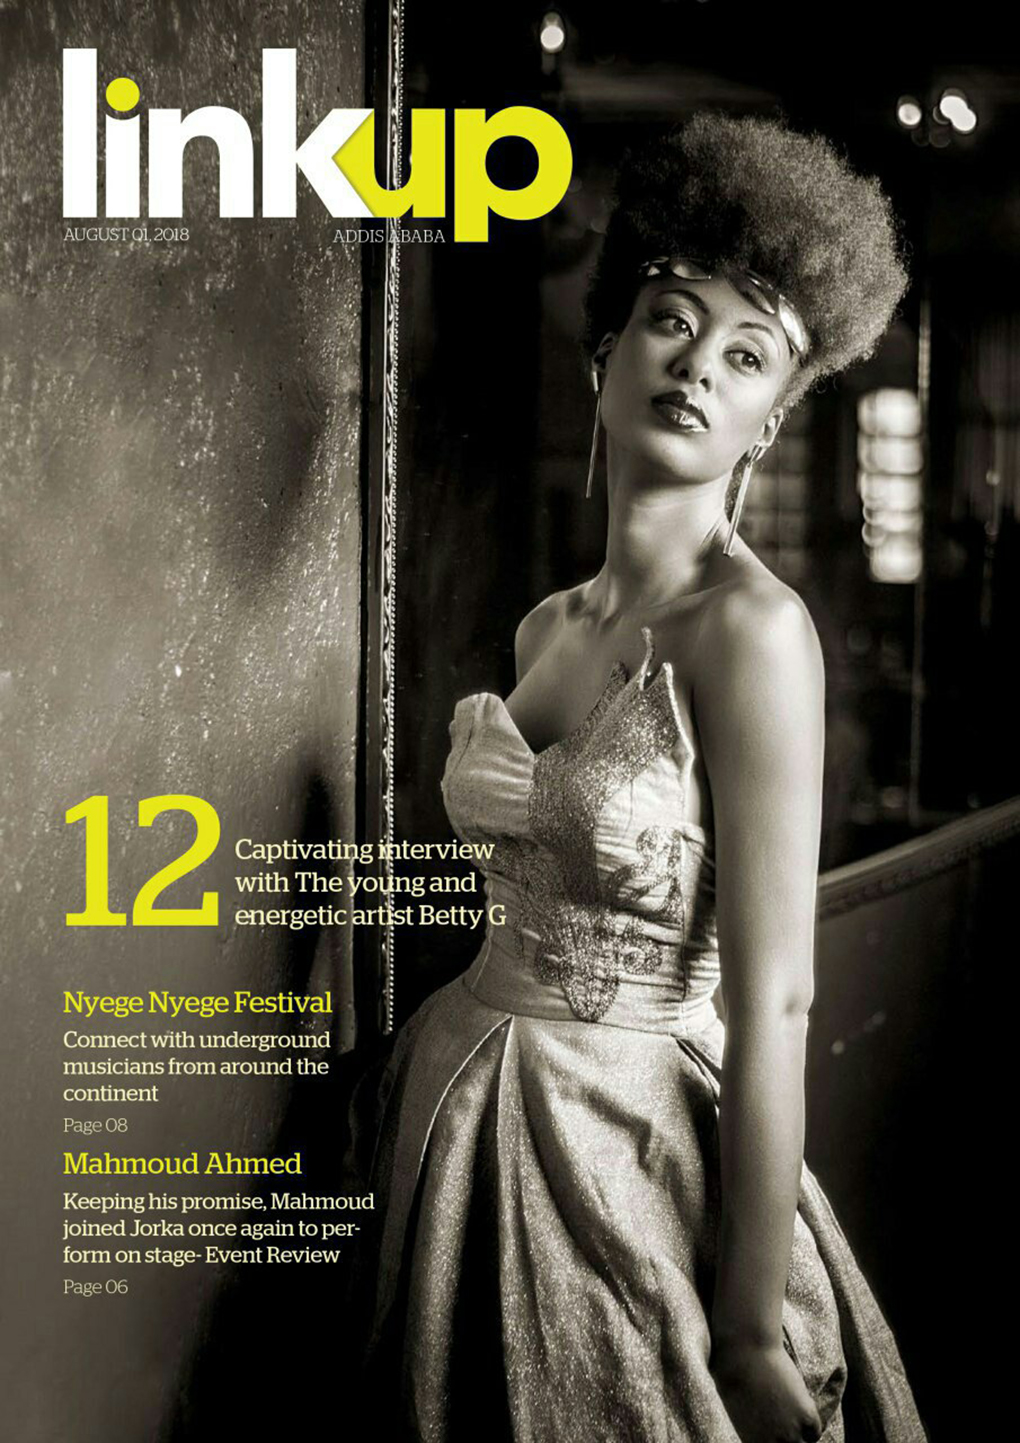 linkup
AUGUST 01, 2018
ADDIS ABABA
12
Captivating interview
with The young and
energetic artist Betty G
Nyege Nyege Festival
Connect with underground
musicians from around the
continent
Page 08
Mahmoud Ahmed
Keeping his promise, Mahmoud
joined Jorka once again to per-
form on stage- Event Review
Page 06